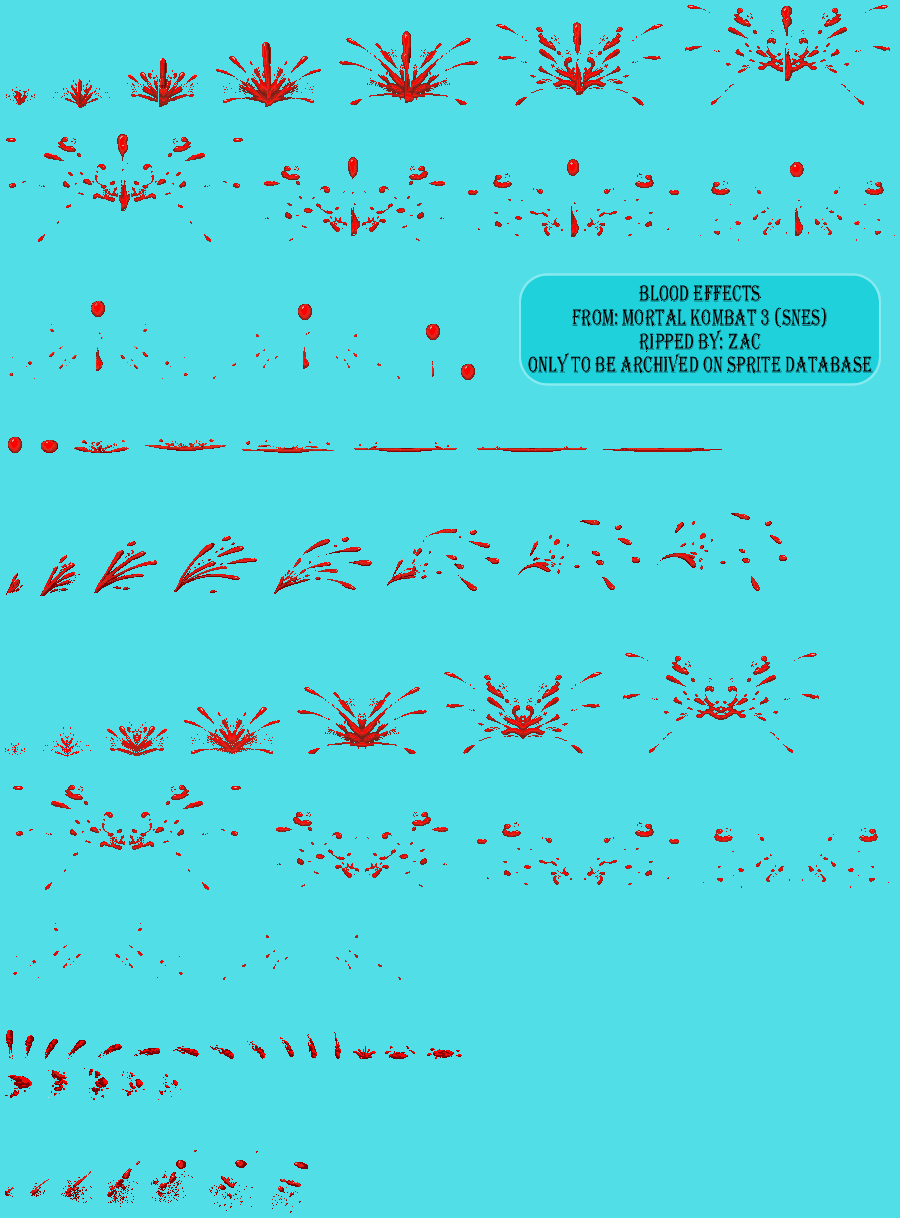 BLOOD EFFECTS
FROM: MORTAL KOMBAT 3 (SNES)
RIPPED BY: ZAC
ONLY TO BE ARCHIVED ON SPRITE DATABASE